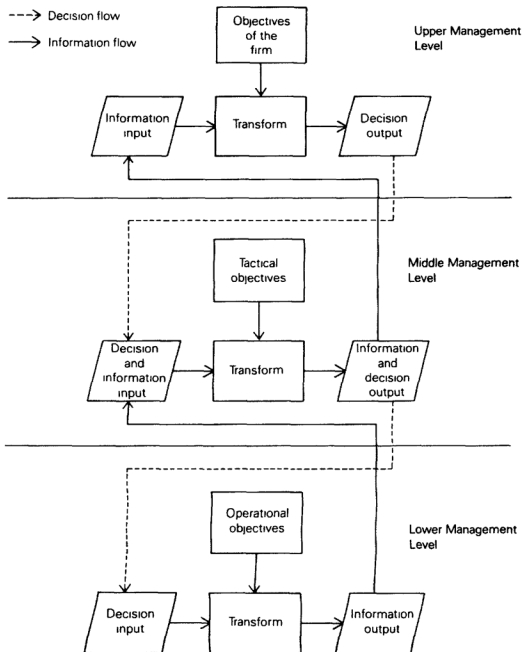 Decision flow
Information flow
Objectives
of the
firm
Upper Management
Level
Information
input
Transform
Decision
output
Tactical
objectives
Middle Management
Level
Decision
and
information
input
Transform
Information
and
decision
output
Operational
objectives
Lower Management
Level
Decision
input
Transform
Information
output